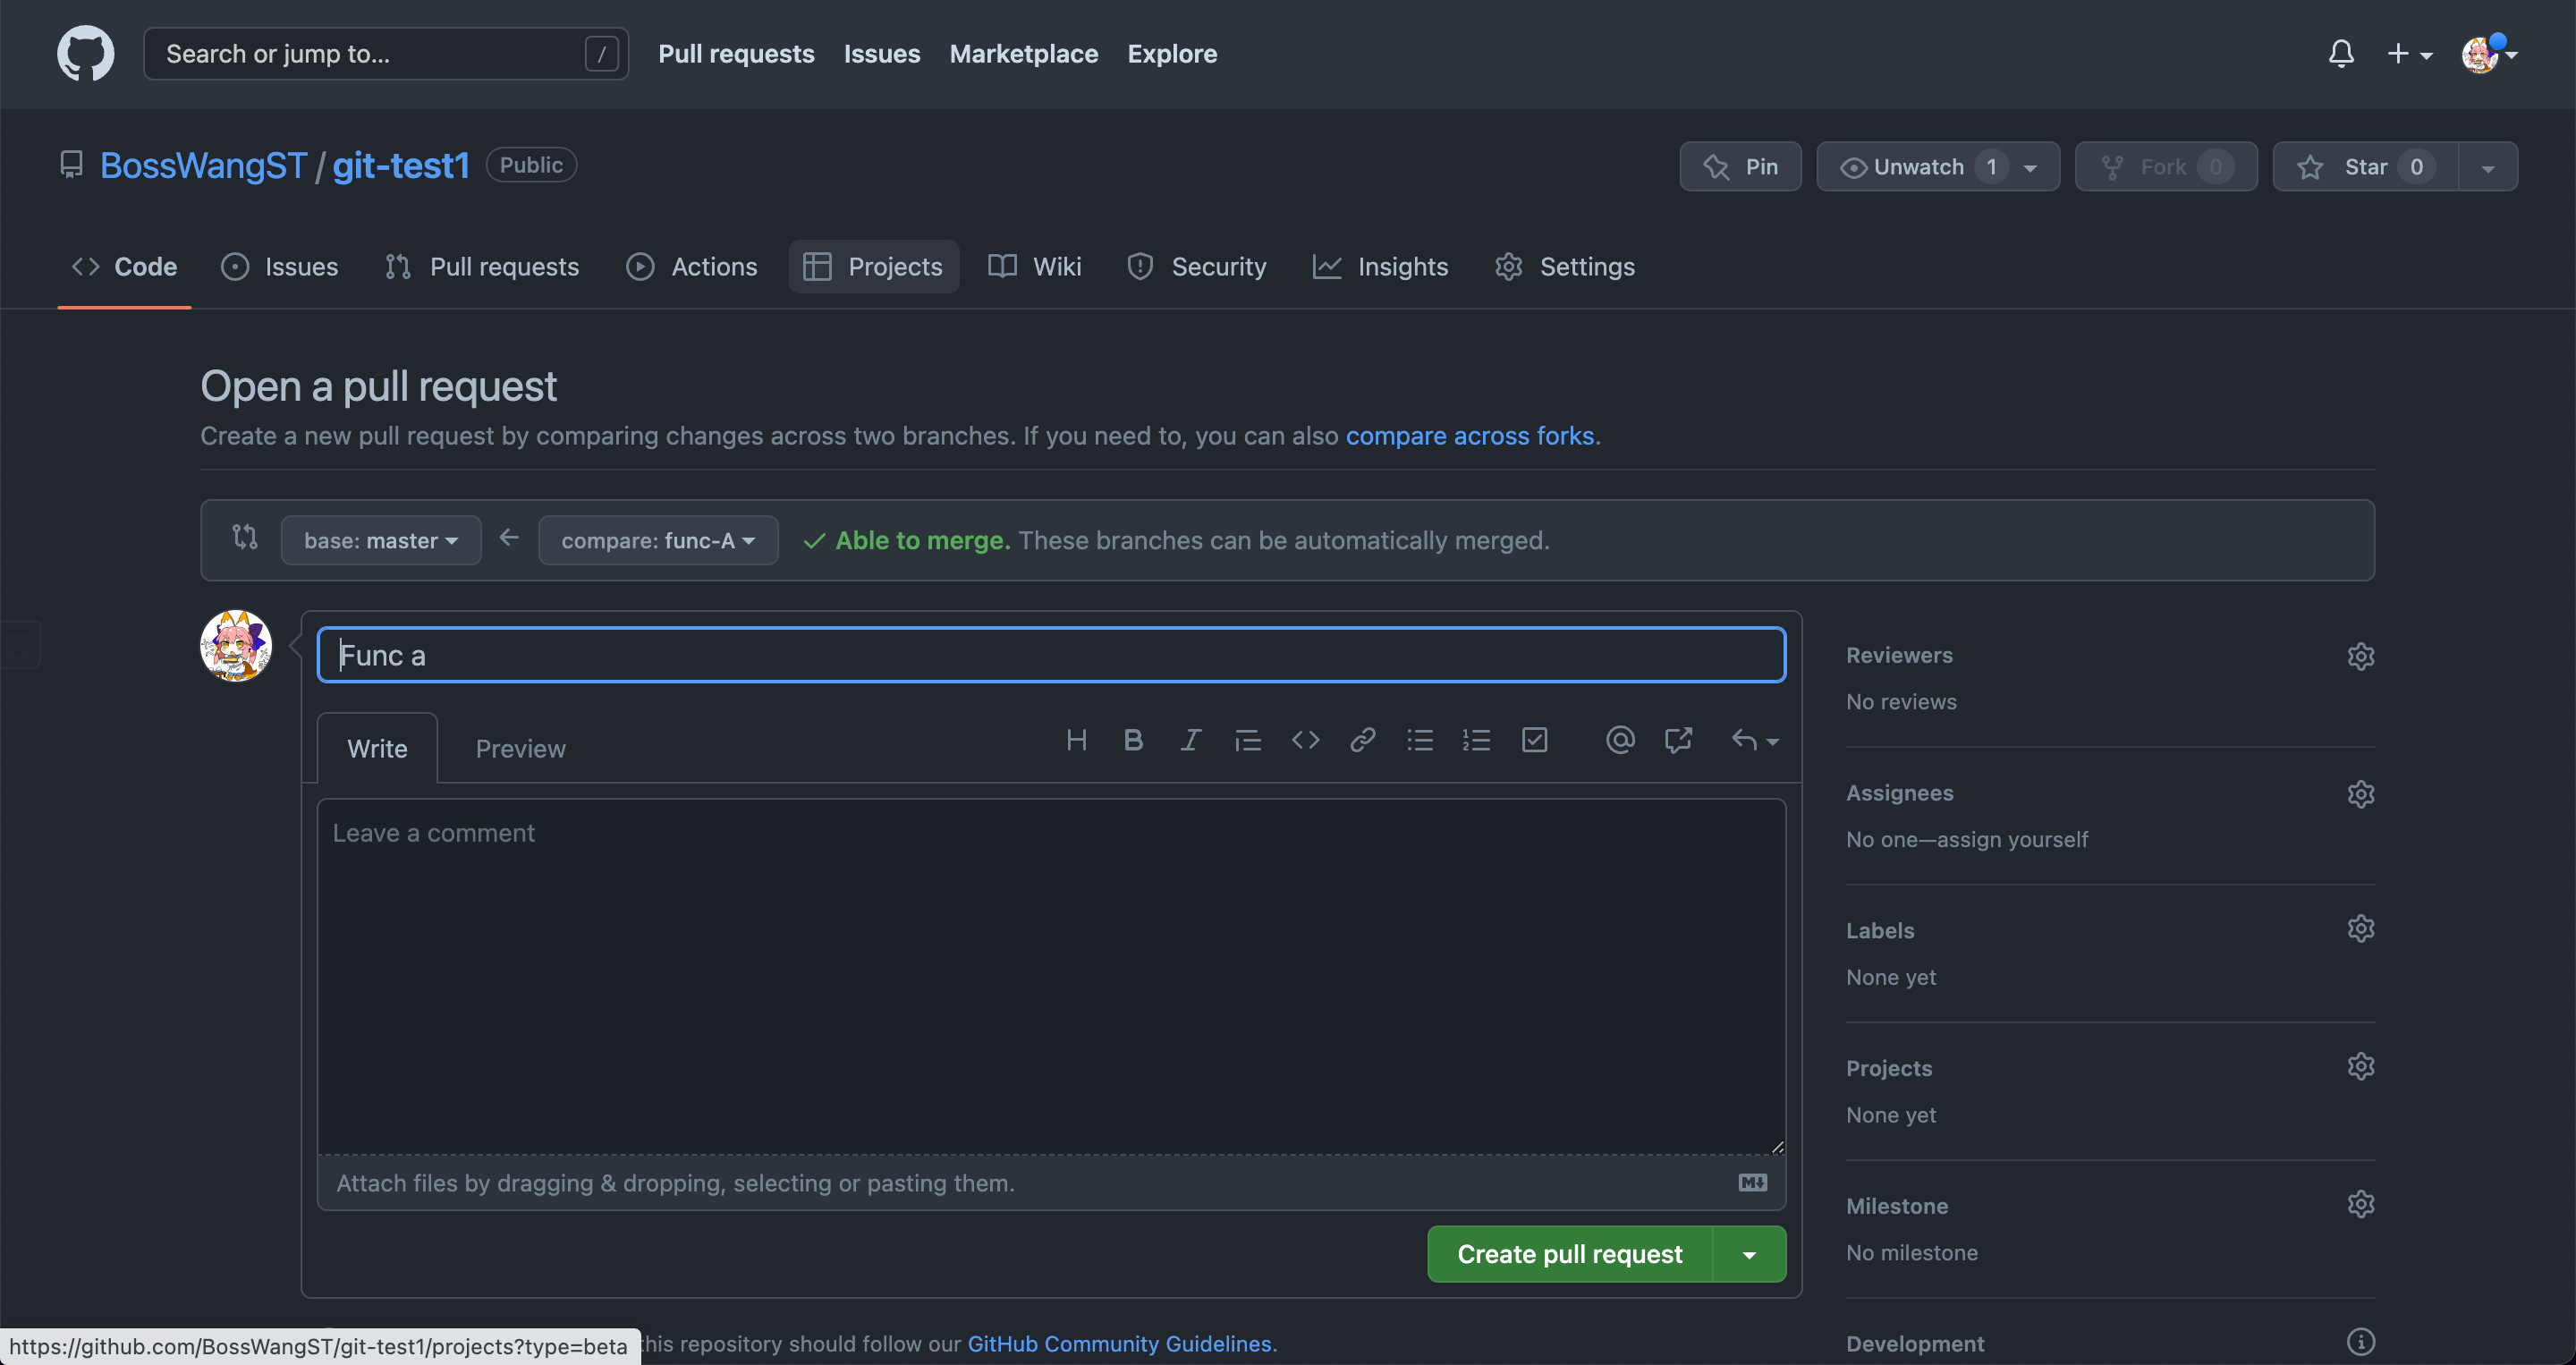 Search or jump to... /
Pull requests Issues Marketplace Explore
BossWangST / git-test1 Public
Pin Unwatch 1 Fork 0 Star 0
Code Issues Pull requests Actions Projects Wiki Security Insights Settings
Open a pull request
Create a new pull request by comparing changes across two branches. If you need to, you can also compare across forks.
base: master compare: func-A Able to merge. These branches can be automatically merged.
Func a
Write Preview
Leave a comment
Attach files by dragging & dropping, selecting or pasting them.
Create pull request
Reviewers
No reviews
Assignees
No one—assign yourself
Labels
None yet
Projects
None yet
Milestone
No milestone
Development
this repository should follow our GitHub Community Guidelines.
https://github.com/BossWangST/git-test1/projects?type=beta